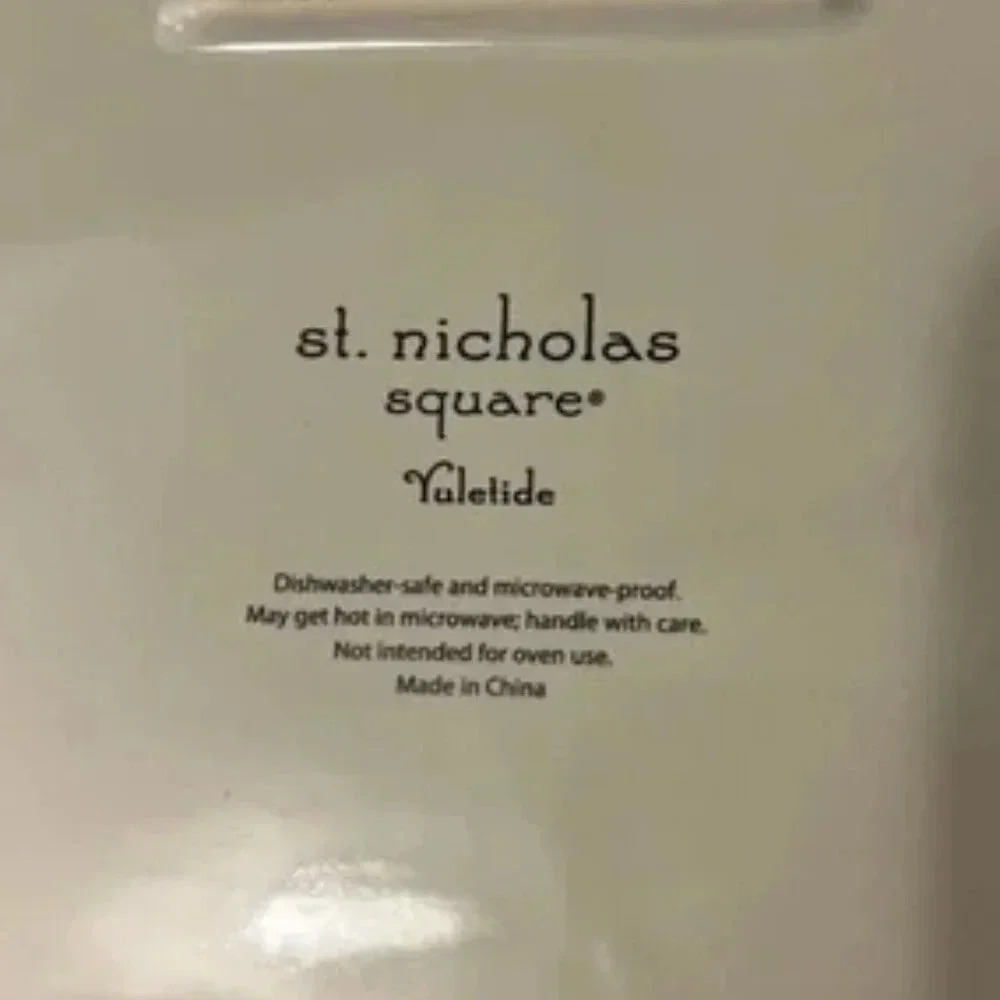 st. nicholas
square®
Yuletide
Dishwasher-safe and microwave-proof.
May get hot in microwave; handle with care.
Not intended for oven use.
Made in China